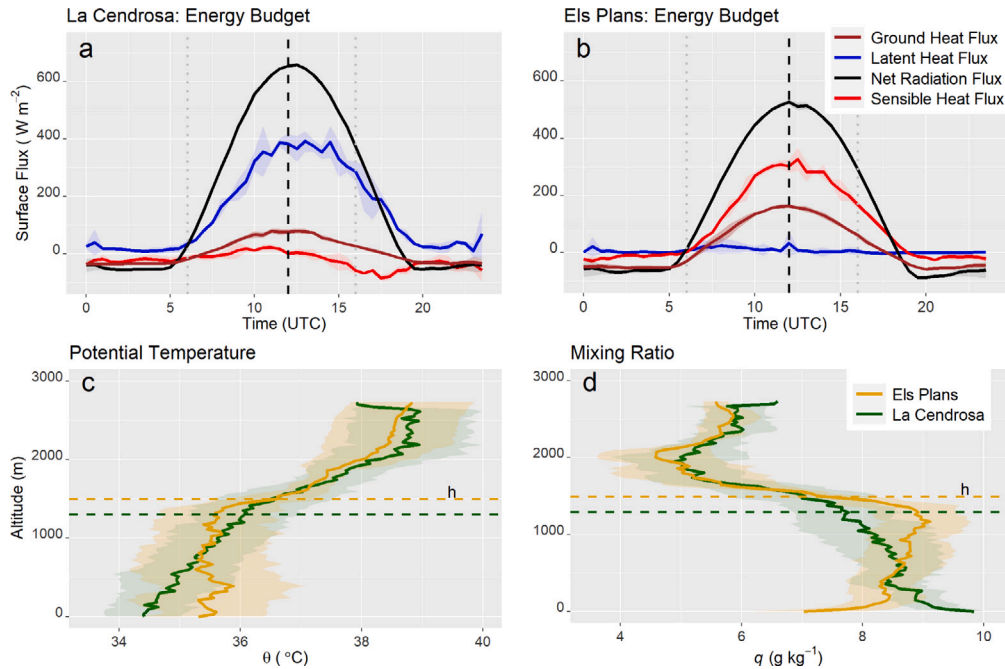 La Cendrosa: Energy Budget
a
Surface Flux ( W m⁻²)
600
400
200
0
0
5
10
15
20
Time (UTC)
Els Plans: Energy Budget
b
Ground Heat Flux
Latent Heat Flux
Net Radiation Flux
Sensible Heat Flux
600
400
200
0
0
5
10
15
20
Time (UTC)
Potential Temperature
c
Altitude (m)
3000
2000
1000
0
h
34
36
38
40
θ ( °C)
Mixing Ratio
d
Els Plans
La Cendrosa
3000
2000
1000
0
h
4
6
8
10
q (g kg⁻¹)